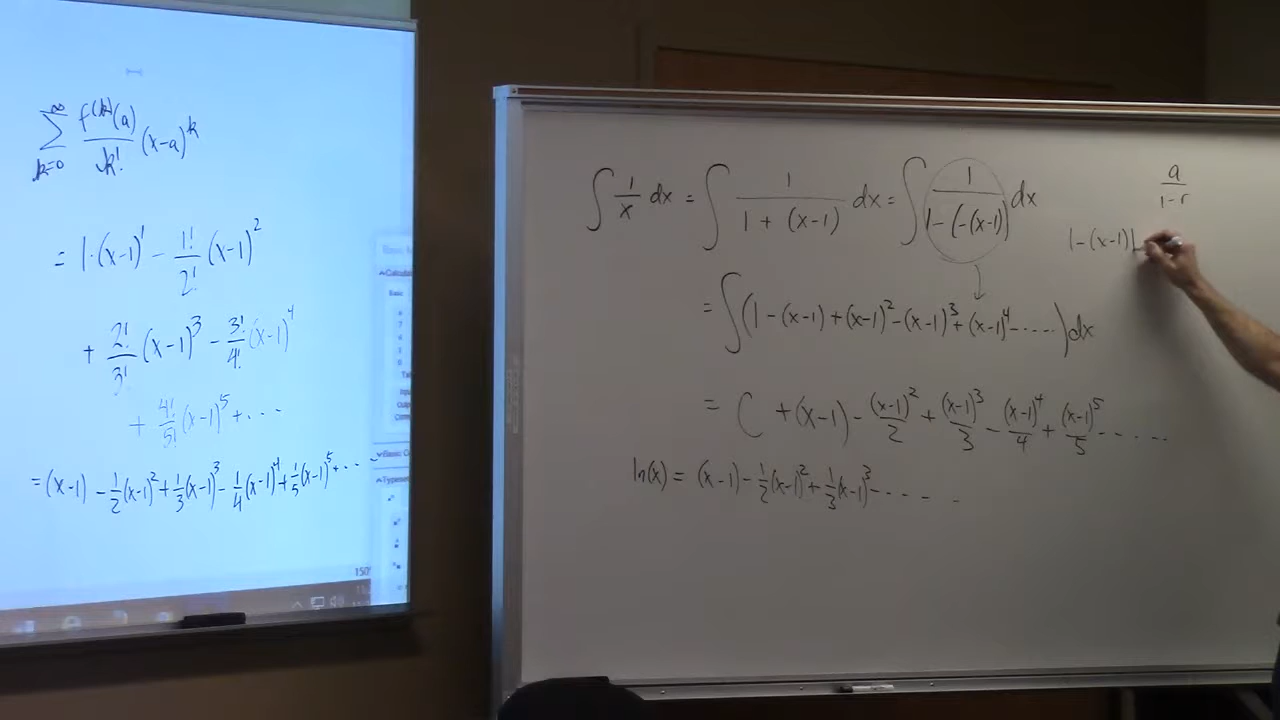 ∑_{k=0}^{∞} f^{(k)}(a)/k! (x-a)^k
= 1·(x-1)^1 - 1!/2! (x-1)^2
+ 2!/3! (x-1)^3 - 3!/4! (x-1)^4
+ 4!/5! (x-1)^5 + ···
= (x-1) - 1/2 (x-1)^2 + 1/3 (x-1)^3 - 1/4 (x-1)^4 + 1/5 (x-1)^5 + ···
150
∫ 1/x dx = ∫ 1/(1 + (x-1)) dx = ∫ 1/(1-(-(x-1))) dx
a/(1-r)
|-(x-1)|
= ∫ (1 - (x-1) + (x-1)^2 - (x-1)^3 + (x-1)^4 - ·····) dx
= C + (x-1) - (x-1)^2/2 + (x-1)^3/3 - (x-1)^4/4 + (x-1)^5/5 - ·····
ln(x) = (x-1) - 1/2 (x-1)^2 + 1/3 (x-1)^3 - ·····